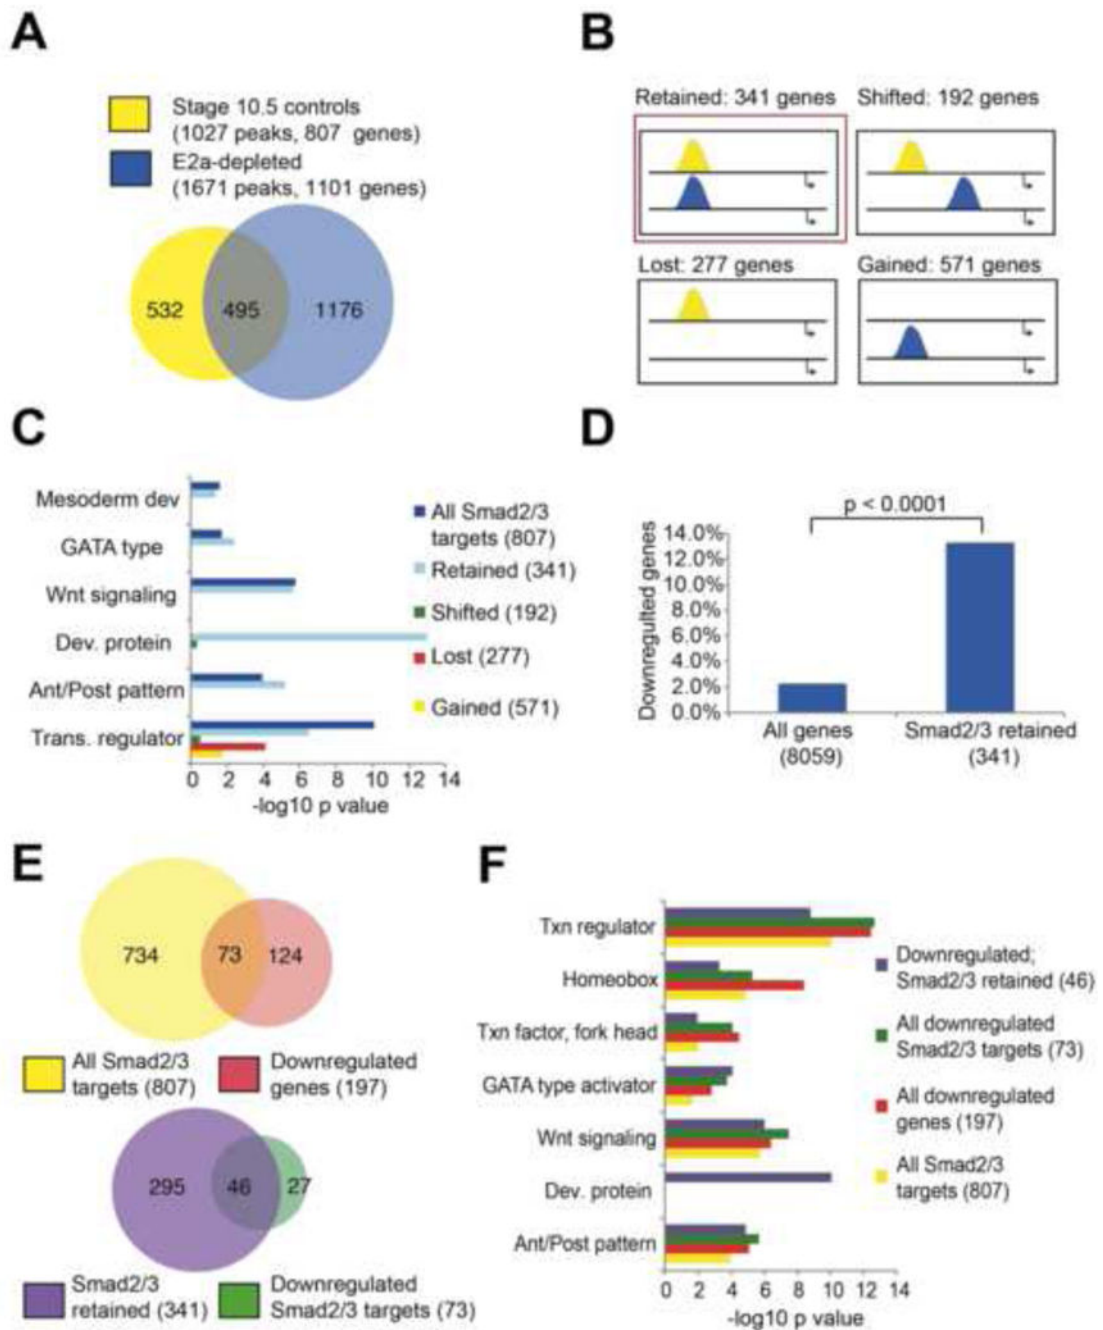 A
Stage 10.5 controls
(1027 peaks, 807 genes)
E2a-depleted
(1671 peaks, 1101 genes)
532
495
1176
B
Retained: 341 genes
Shifted: 192 genes
Lost: 277 genes
Gained: 571 genes
C
Mesoderm dev
GATA type
Wnt signaling
Dev. protein
Ant/Post pattern
Trans. regulator
0 2 4 6 8 10 12 14
-log10 p value
All Smad2/3
targets (807)
Retained (341)
Shifted (192)
Lost (277)
Gained (571)
D
p < 0.0001
Downregulted genes
14.0%
12.0%
10.0%
8.0%
6.0%
4.0%
2.0%
0.0%
All genes
(8059)
Smad2/3 retained
(341)
E
734
73
124
All Smad2/3
targets (807)
Downregulated
genes (197)
295
46
27
Smad2/3
retained (341)
Downregulated
Smad2/3 targets (73)
F
Txn regulator
Homeobox
Txn factor, fork head
GATA type activator
Wnt signaling
Dev. protein
Ant/Post pattern
0 2 4 6 8 10 12 14
-log10 p value
Downregulated;
Smad2/3 retained (46)
All downregulated
Smad2/3 targets (73)
All downregulated
genes (197)
All Smad2/3
targets (807)